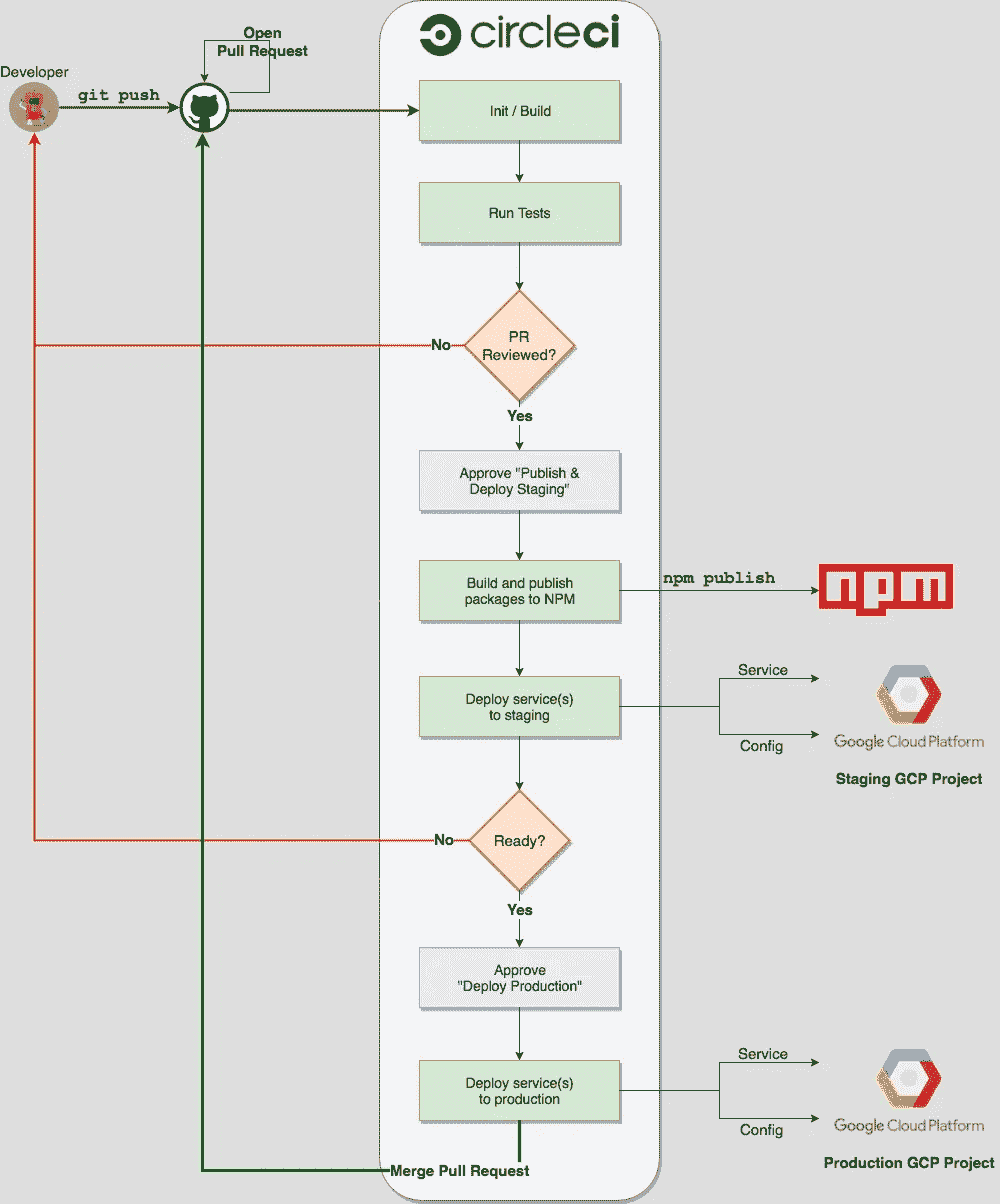 circleci
Open
Pull Request
Developer
git push
Init / Build
Run Tests
PR
Reviewed?
No
Yes
Approve "Publish &
Deploy Staging"
Build and publish
packages to NPM
npm publish
npm
Deploy service(s)
to staging
Service
Config
Google Cloud Platform
Staging GCP Project
Ready?
No
Yes
Approve
"Deploy Production"
Deploy service(s)
to production
Service
Config
Google Cloud Platform
Production GCP Project
Merge Pull Request